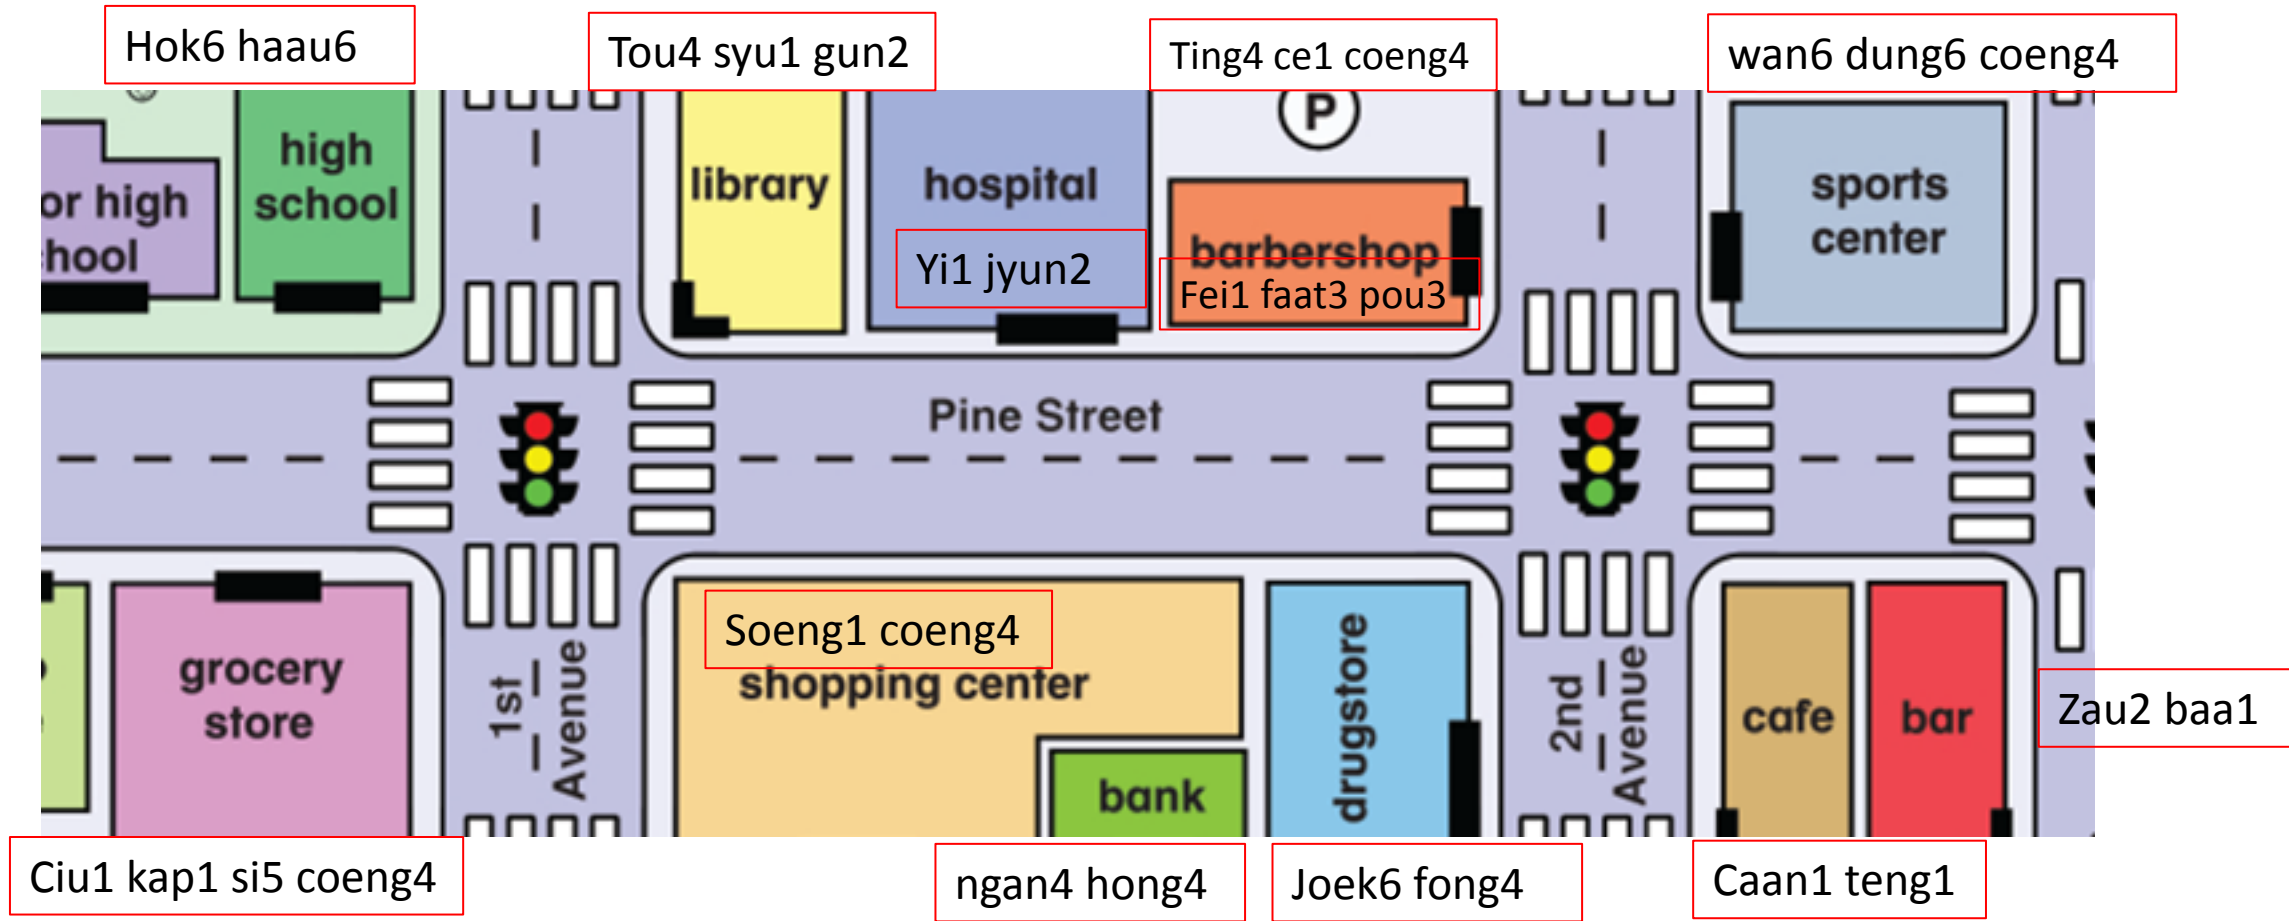 Hok6 haau6
Tou4 syu1 gun2
Ting4 ce1 coeng4
wan6 dung6 coeng4
P
high
school
or high
hool
library
hospital
Yi1 jyun2
barbershop
Fei1 faat3 pou3
sports
center
Pine Street
grocery
store
1st
Avenue
Soeng1 coeng4
shopping center
bank
drugstore
2nd
Avenue
cafe
bar
Zau2 baa1
Ciu1 kap1 si5 coeng4
ngan4 hong4
Joek6 fong4
Caan1 teng1